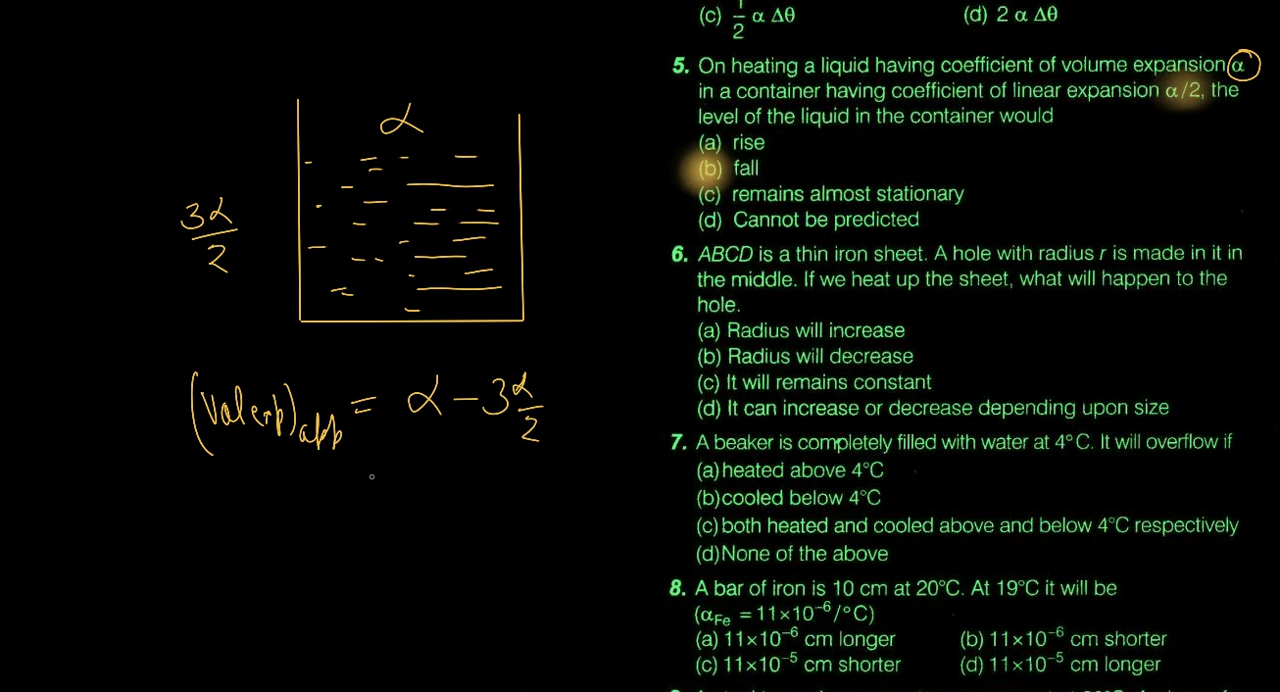 (c) 1/2 α Δθ (d) 2 α Δθ
5. On heating a liquid having coefficient of volume expansion α
in a container having coefficient of linear expansion α/2, the
level of the liquid in the container would
(a) rise
(b) fall
(c) remains almost stationary
(d) Cannot be predicted
6. ABCD is a thin iron sheet. A hole with radius r is made in it in
the middle. If we heat up the sheet, what will happen to the
hole.
(a) Radius will increase
(b) Radius will decrease
(c) It will remains constant
(d) It can increase or decrease depending upon size
7. A beaker is completely filled with water at 4°C. It will overflow if
(a) heated above 4°C
(b) cooled below 4°C
(c) both heated and cooled above and below 4°C respectively
(d) None of the above
8. A bar of iron is 10 cm at 20°C. At 19°C it will be
(αFe = 11×10⁻⁶/°C)
(a) 11×10⁻⁶ cm longer (b) 11×10⁻⁶ cm shorter
(c) 11×10⁻⁵ cm shorter (d) 11×10⁻⁵ cm longer
α
3α/2
= α - 3α/2